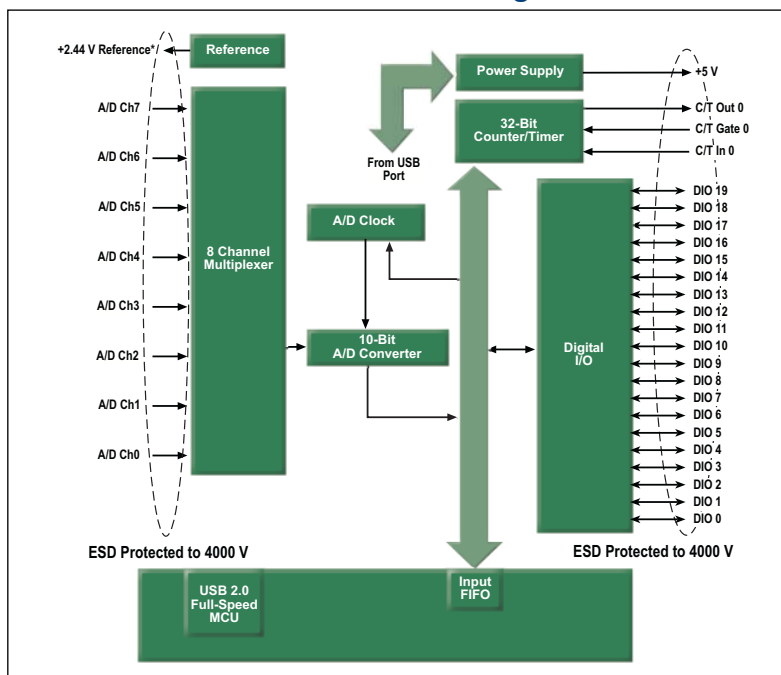 +2.44 V Reference*
Reference
Power Supply
+5 V
A/D Ch7
32-Bit
Counter/Timer
C/T Out 0
C/T Gate 0
C/T In 0
From USB
Port
A/D Ch6
A/D Ch5
A/D Ch4
A/D Ch3
A/D Ch2
A/D Ch1
A/D Ch0
8 Channel
Multiplexer
A/D Clock
10-Bit
A/D Converter
Digital
I/O
DIO 19
DIO 18
DIO 17
DIO 16
DIO 15
DIO 14
DIO 13
DIO 12
DIO 11
DIO 10
DIO 9
DIO 8
DIO 7
DIO 6
DIO 5
DIO 4
DIO 3
DIO 2
DIO 1
DIO 0
ESD Protected to 4000 V
ESD Protected to 4000 V
USB 2.0
Full-Speed
MCU
Input
FIFO